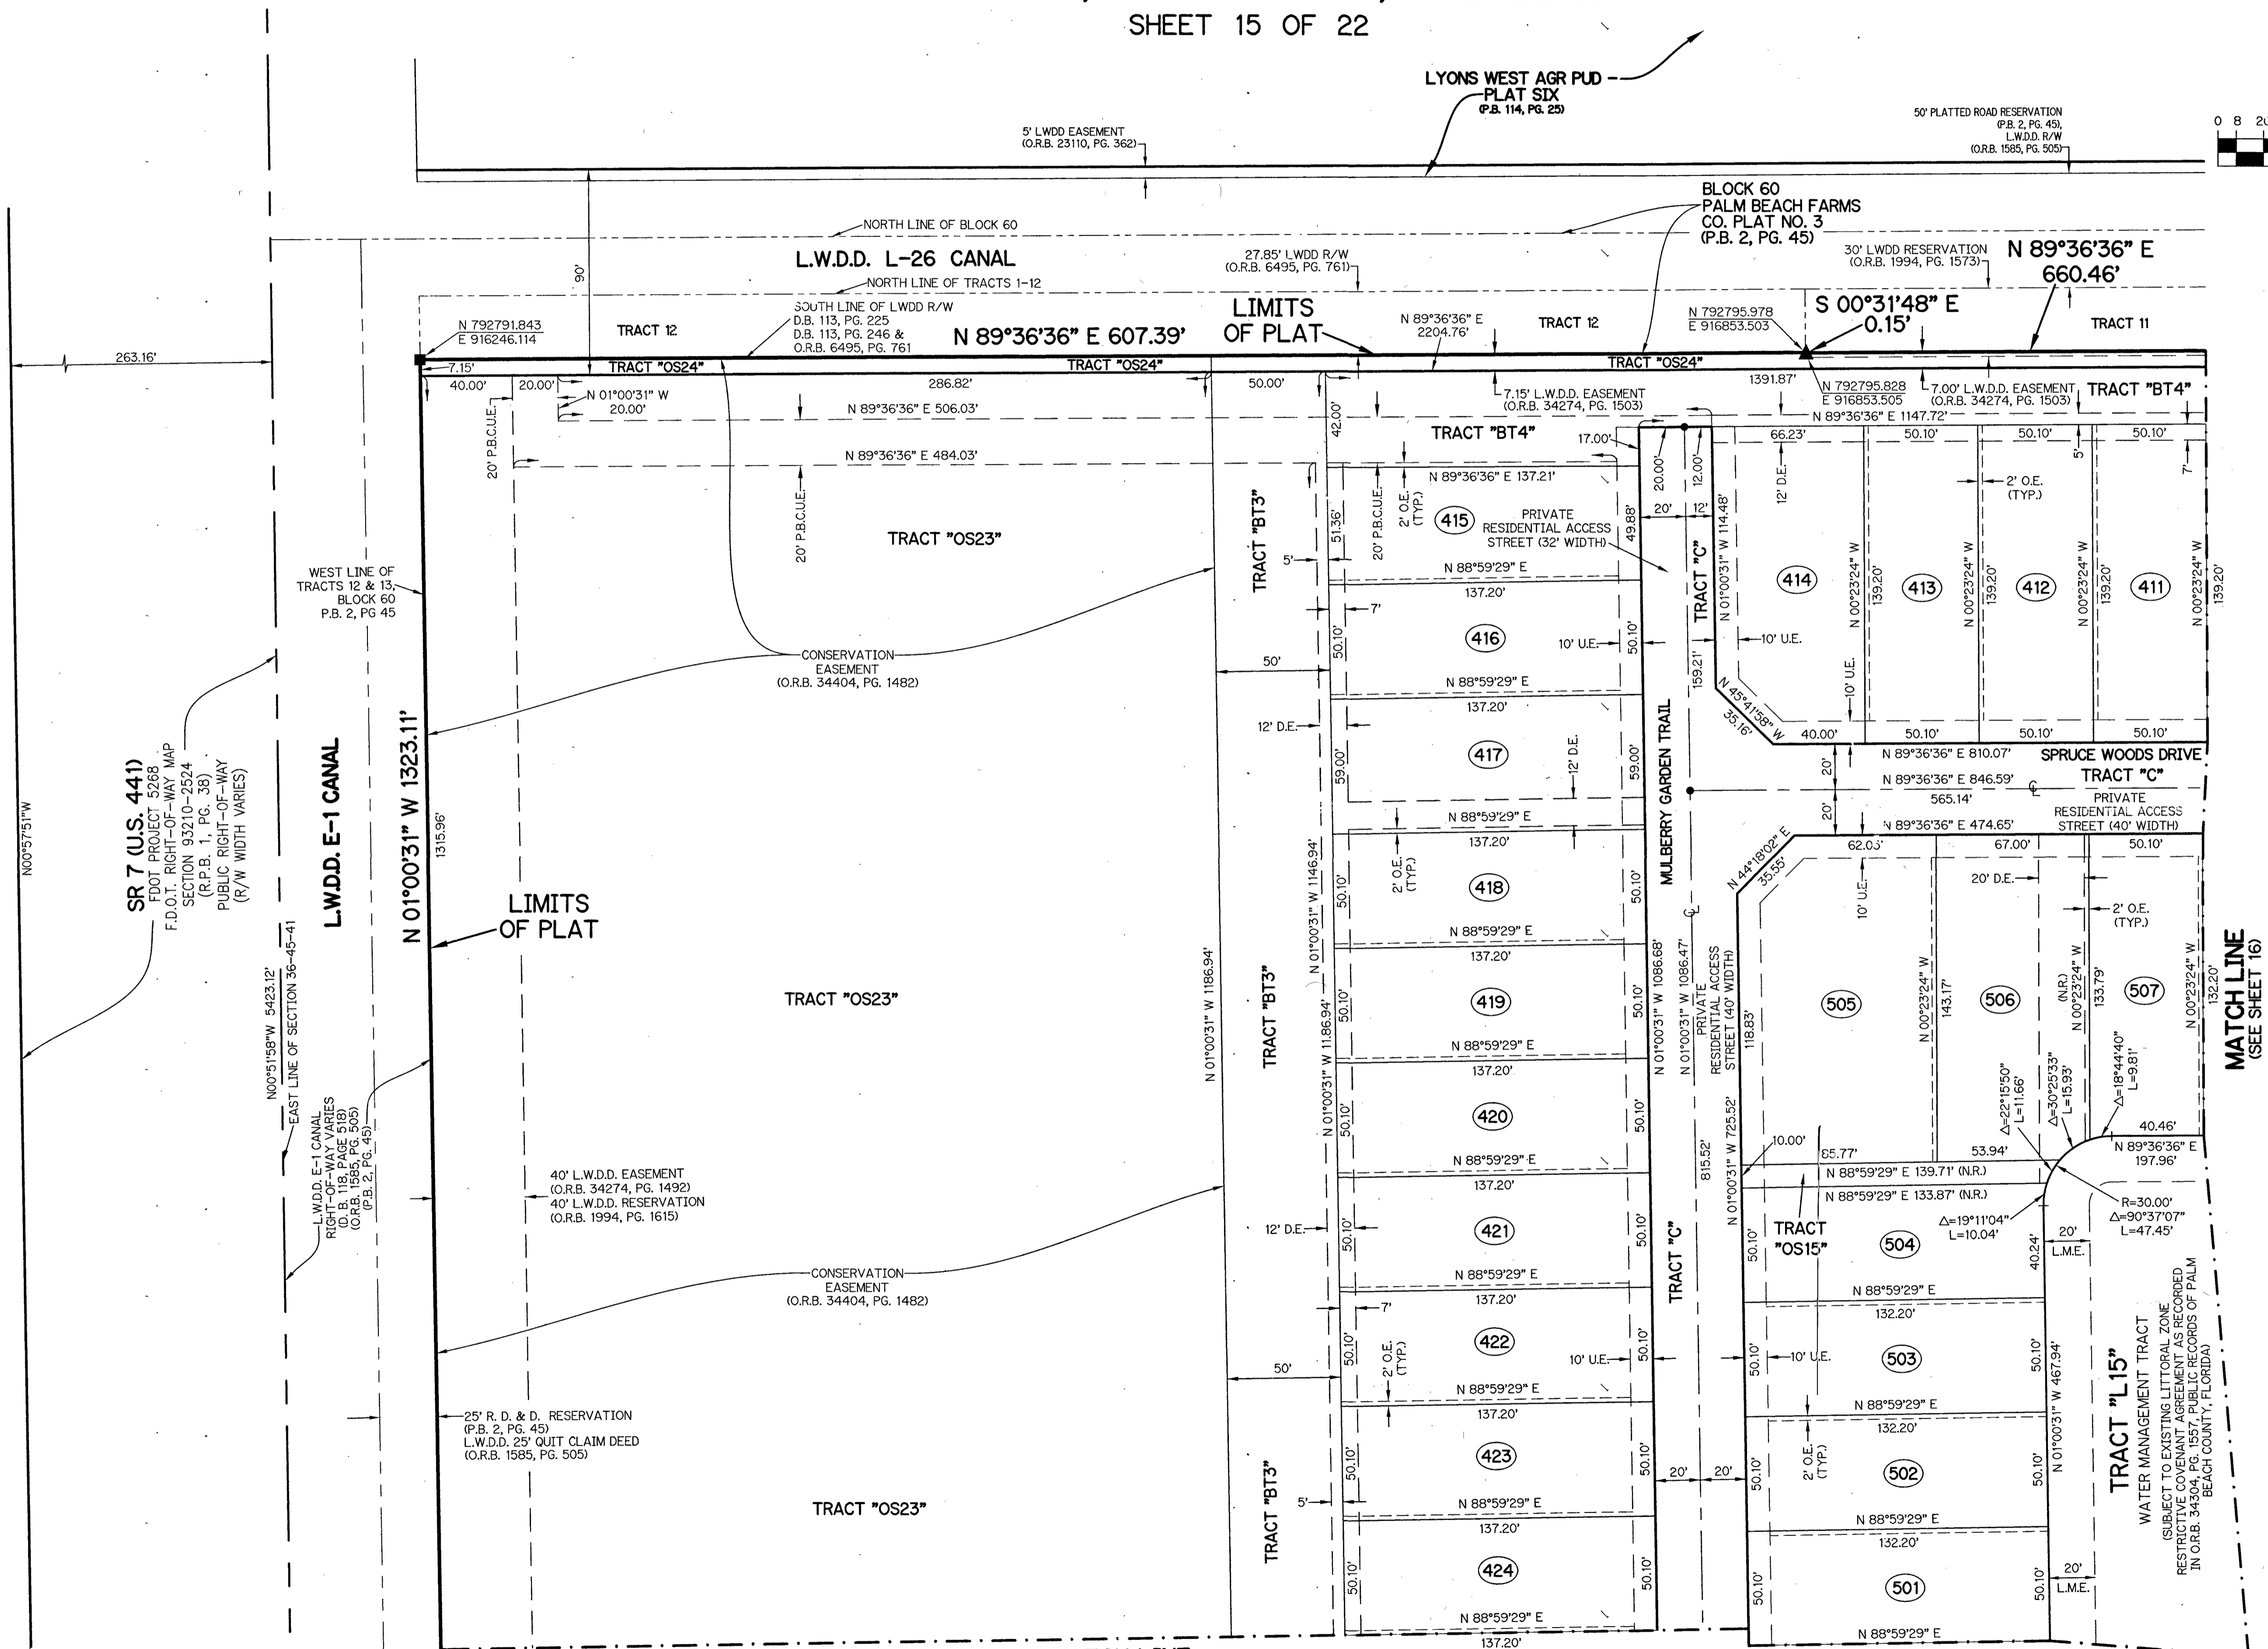 SHEET 15 OF 22
LYONS WEST AGR PUD
PLAT SIX
(P.B. 114, PG. 25)
5' LWDD EASEMENT
(O.R.B. 23110, PG. 362)
50' PLATTED ROAD RESERVATION
(P.B. 2, PG. 45),
L.W.D.D. R/W
(O.R.B. 1585, PG. 505)
0 8
BLOCK 60
PALM BEACH FARMS
CO. PLAT NO. 3
(P.B. 2, PG. 45)
NORTH LINE OF BLOCK 60
L.W.D.D. L-26 CANAL
27.85' LWDD R/W
(O.R.B. 6495, PG. 761)
30' LWDD RESERVATION
(O.R.B. 1994, PG. 1573)
N 89°36'36" E
660.46'
90'
NORTH LINE OF TRACTS 1-12
SOUTH LINE OF LWDD R/W
D.B. 113, PG. 225
D.B. 113, PG. 246 &
O.R.B. 6495, PG. 761
N 792791.843
E 916246.114
TRACT 12
N 89°36'36" E 607.39'
LIMITS
OF PLAT
N 89°36'36" E
2204.76'
TRACT 12
N 792795.978
E 916853.503
S 00°31'48" E
0.15'
TRACT 11
263.16'
7.15'
TRACT "OS24"
TRACT "OS24"
TRACT "OS24"
40.00'
20.00'
286.82'
50.00'
1391.87'
N 792795.828
E 916853.505
7.00' L.W.D.D. EASEMENT
(O.R.B. 34274, PG. 1503)
TRACT "BT4"
N 01°00'31" W
20.00'
N 89°36'36" E 506.03'
7.15' L.W.D.D. EASEMENT
(O.R.B. 34274, PG. 1503)
N 89°36'36" E 1147.72'
20' P.B.C.U.E.
42.00'
TRACT "BT4"
17.00'
66.23'
50.10'
50.10'
50.10'
N 89°36'36" E 484.03'
20' P.B.C.U.E.
N 89°36'36" E 137.21'
20.00'
12.00'
12' D.E.
5'
7'
2' O.E.
(TYP.)
TRACT "OS23"
TRACT "BT3"
51.36'
20' P.B.C.U.E.
2' O.E.
(TYP.)
415
PRIVATE
RESIDENTIAL ACCESS
STREET (32' WIDTH)
49.88'
20'
12'
TRACT "C"
N 01°00'31" W 114.48'
414
413
412
411
N 00°23'24" W
139.20'
N 00°23'24" W
139.20'
N 00°23'24" W
139.20'
N 00°23'24" W
139.20'
5'
N 88°59'29" E
137.20'
WEST LINE OF
TRACTS 12 & 13,
BLOCK 60
P.B. 2, PG 45
7'
416
50.10'
10' U.E.
50.10'
159.21'
10' U.E.
10' U.E.
CONSERVATION
EASEMENT
(O.R.B. 34404, PG. 1482)
50'
N 88°59'29" E
137.20'
N 45°41'58" W
35.16'
40.00'
50.10'
50.10'
50.10'
12' D.E.
417
59.00'
12' D.E.
59.00'
MULBERRY GARDEN TRAIL
N 89°36'36" E 810.07'
SPRUCE WOODS DRIVE
20'
N 89°36'36" E 846.59'
TRACT "C"
565.14'
PRIVATE
RESIDENTIAL ACCESS
STREET (40' WIDTH)
20'
N 89°36'36" E 474.65'
N 88°59'29" E
137.20'
SR 7 (U.S. 441)
FDOT PROJECT 5268
F.D.O.T. RIGHT-OF-WAY MAP
SECTION 93210-2524
(R.P.B. 1, PG. 38)
PUBLIC RIGHT-OF-WAY
(R/W WIDTH VARIES)
N00°57'51"W
L.W.D.D. E-1 CANAL
N 01°00'31" W 1323.11'
1315.96'
LIMITS
OF PLAT
N 44°18'02" E
35.55'
67.00'
50.10'
10' U.E.
20' D.E.
2' O.E.
(TYP.)
2' O.E.
(TYP.)
418
50.10'
50.10'
N 88°59'29" E
137.20'
N 01°00'31" W 1146.94'
N00°51'58"W 5423.12'
EAST LINE OF SECTION 36-45-41
N 01°00'31" W 1186.94'
TRACT "OS23"
TRACT "BT3"
419
50.10'
50.10'
N 01°00'31" W 1086.68'
N 01°00'31" W 1086.47'
PRIVATE
RESIDENTIAL ACCESS
STREET (40' WIDTH)
118.83'
505
N 00°23'24" W
143.17'
506
(N.R.)
N 00°23'24" W
133.79'
507
N 00°23'24" W
132.20'
MATCH LINE
(SEE SHEET 16)
N 01°00'31" W 11.86.94'
N 88°59'29" E
137.20'
420
50.10'
50.10'
N 88°59'29" E
137.20'
△=22°15'50"
L=11.66'
△=30°25'33"
L=15.93'
△=18°44'40"
L=9.81'
40.46'
N 89°36'36" E
197.96'
L.W.D.D. E-1 CANAL
RIGHT-OF-WAY VARIES
(D. B. 118, PAGE 518)
(O.R.B. 1585, PG. 505)
(P.B. 2, PG. 45)
40' L.W.D.D. EASEMENT
(O.R.B. 34274, PG. 1492)
40' L.W.D.D. RESERVATION
(O.R.B. 1994, PG. 1615)
10.00'
85.77'
53.94'
N 88°59'29" E 139.71' (N.R.)
N 88°59'29" E 133.87' (N.R.)
N 01°00'31" W 725.52'
815.52'
R=30.00'
△=90°37'07"
L=47.45'
△=19°11'04"
L=10.04'
12' D.E.
421
50.10'
50.10'
TRACT "C"
TRACT
"OS15"
50.10'
504
40.24'
20'
L.M.E.
CONSERVATION
EASEMENT
(O.R.B. 34404, PG. 1482)
N 88°59'29" E
137.20'
N 88°59'29" E
132.20'
7'
422
50.10'
2' O.E.
(TYP.)
10' U.E.
50.10'
50.10'
10' U.E.
503
50.10'
50'
N 88°59'29" E
137.20'
N 88°59'29" E
132.20'
N 01°00'31" W 467.94'
TRACT "L15"
WATER MANAGEMENT TRACT
(SUBJECT TO EXISTING LITTORAL ZONE
RESTRICTIVE COVENANT AGREEMENT AS RECORDED
IN O.R.B. 34304, PG. 1557, PUBLIC RECORDS OF PALM
BEACH COUNTY, FLORIDA)
25' R. D. & D. RESERVATION
(P.B. 2, PG. 45)
L.W.D.D. 25' QUIT CLAIM DEED
(O.R.B. 1585, PG. 505)
423
50.10'
50.10'
20'
20'
50.10'
2' O.E.
(TYP.)
502
50.10'
TRACT "OS23"
TRACT "BT3"
5'
N 88°59'29" E
137.20'
N 88°59'29" E
132.20'
424
50.10'
50.10'
50.10'
501
50.10'
20'
L.M.E.
N 88°59'29" E
137.20'
N 88°59'29" E